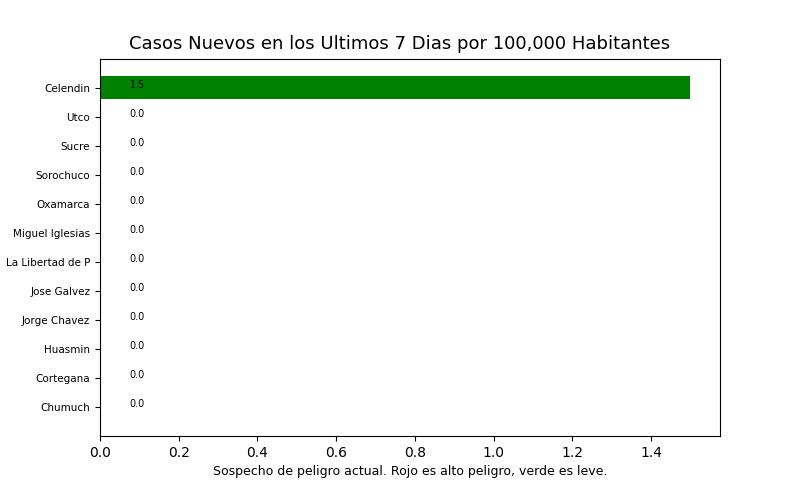 Casos Nuevos en los Ultimos 7 Dias por 100,000 Habitantes
Celendin 1.5
Utco 0.0
Sucre 0.0
Sorochuco 0.0
Oxamarca 0.0
Miguel Iglesias 0.0
La Libertad de P 0.0
Jose Galvez 0.0
Jorge Chavez 0.0
Huasmin 0.0
Cortegana 0.0
Chumuch 0.0
0.0 0.2 0.4 0.6 0.8 1.0 1.2 1.4
Sospecho de peligro actual. Rojo es alto peligro, verde es leve.